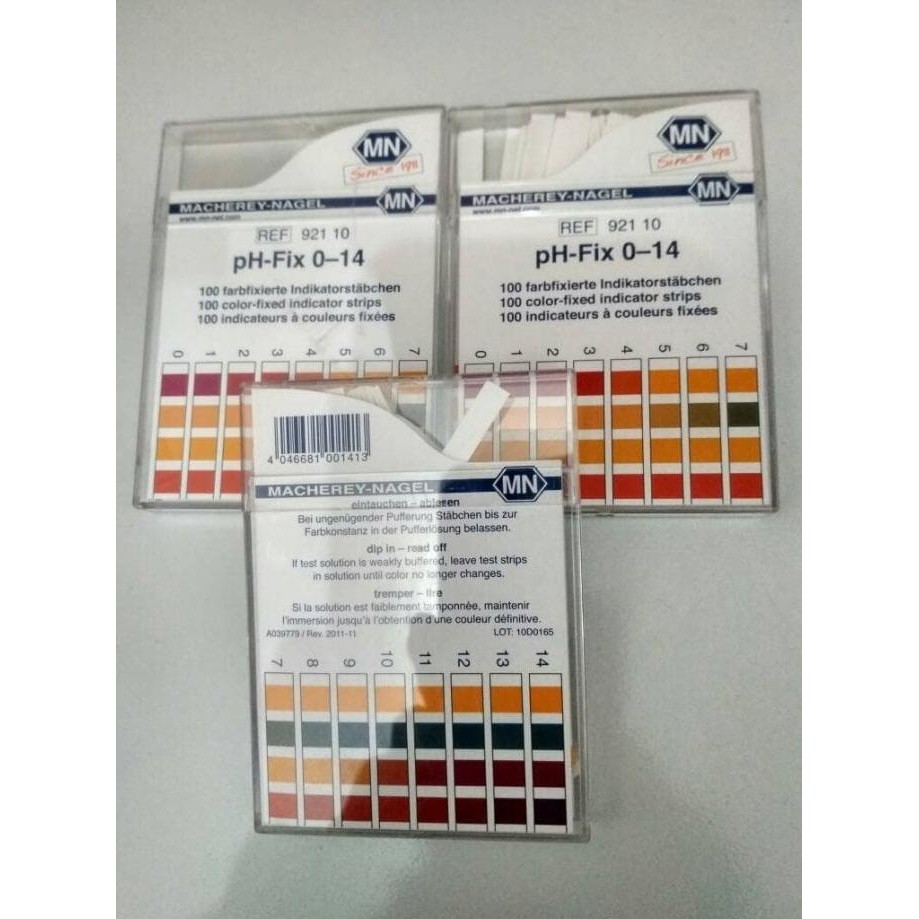 MN
Since 1911
MACHEREY-NAGEL MN
www.mn-net.com
REF 921 10
pH-Fix 0–14
100 farbfixierte Indikatorstäbchen
100 color-fixed indicator strips
100 indicateurs à couleurs fixées
0 1 2 3 4 5 6 7
MN
Since 1911
MACHEREY-NAGEL MN
www.mn-net.com
REF 921 10
pH-Fix 0–14
100 farbfixierte Indikatorstäbchen
100 color-fixed indicator strips
100 indicateurs à couleurs fixées
0 1 2 3 4 5 6 7
4 046681 001413
MACHEREY-NAGEL MN
eintauchen – ablesen
Bei ungenügender Pufferung Stäbchen bis zur
Farbkonstanz in der Pufferlösung belassen.
dip in – read off
If test solution is weakly buffered, leave test strips
in solution until color no longer changes.
tremper – lire
Si la solution est faiblement tamponnée, maintenir
l'immersion jusqu'à l'obtention d'une couleur définitive.
A039779 / Rev. 2011-11 LOT: 10D0165
7 8 9 10 11 12 13 14